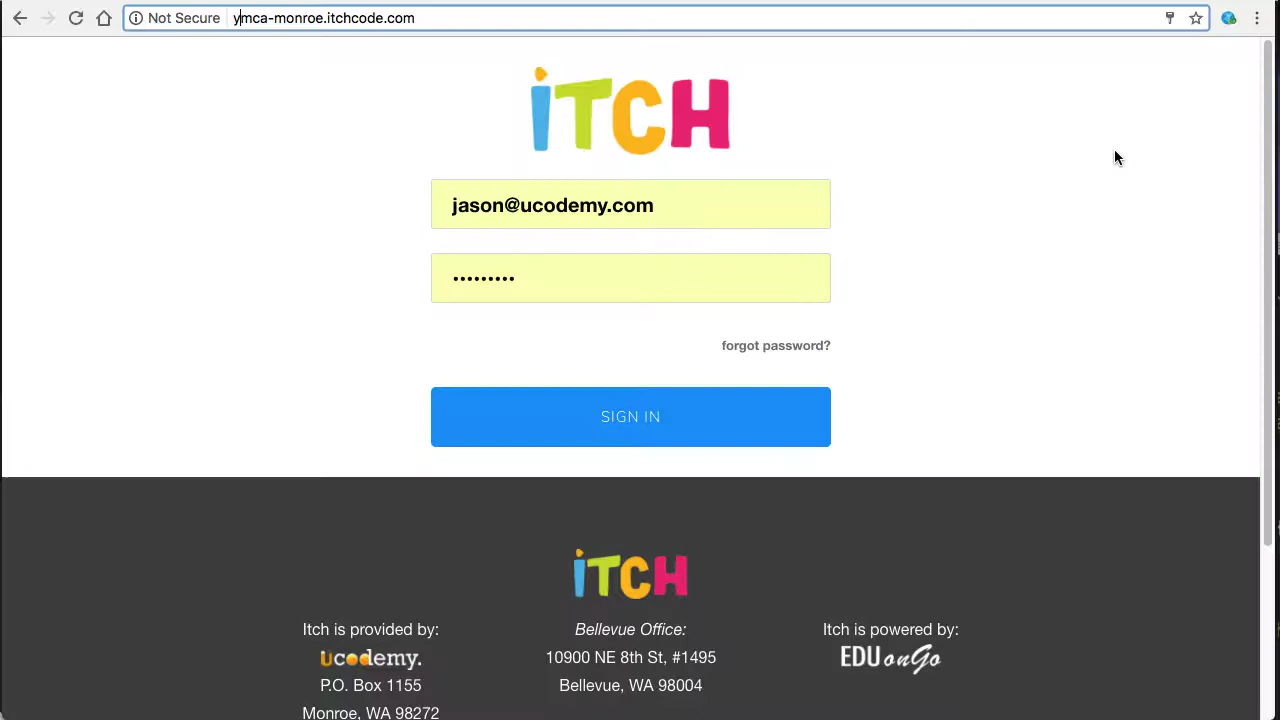 Not Secure ymca-monroe.itchcode.com
iTCH
jason@ucodemy.com
•••••••••
forgot password?
SIGN IN
iTCH
Itch is provided by:
ucodemy.
P.O. Box 1155
Monroe, WA 98272
Bellevue Office:
10900 NE 8th St, #1495
Bellevue, WA 98004
Itch is powered by:
EDUonGo